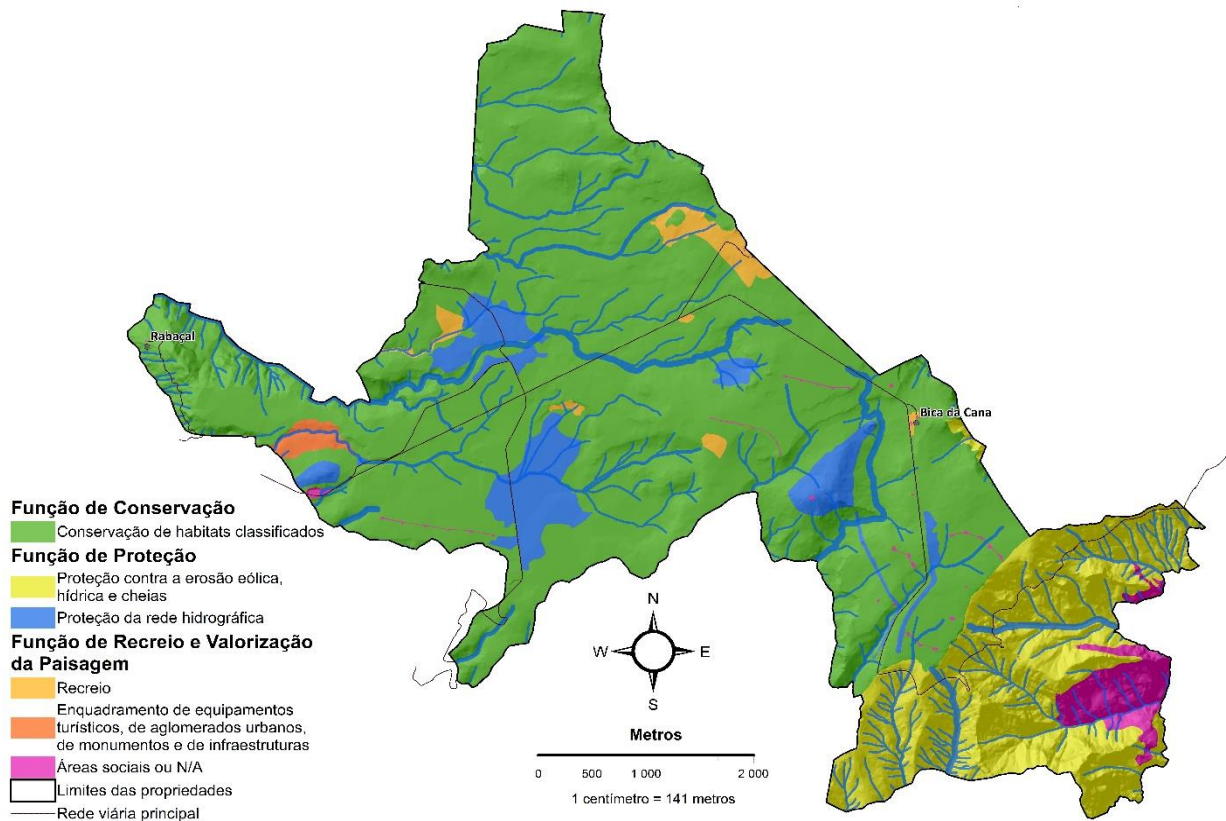 Rabaçal
Bica da Cana
Função de Conservação
Conservação de habitats classificados
Função de Proteção
Proteção contra a erosão eólica,
hídrica e cheias
Proteção da rede hidrográfica
Função de Recreio e Valorização
da Paisagem
Recreio
Enquadramento de equipamentos
turísticos, de aglomerados urbanos,
de monumentos e de infraestruturas
Áreas sociais ou N/A
Limites das propriedades
Rede viária principal
N
W
E
S
Metros
0 500 1 000 2 000
1 centímetro = 141 metros